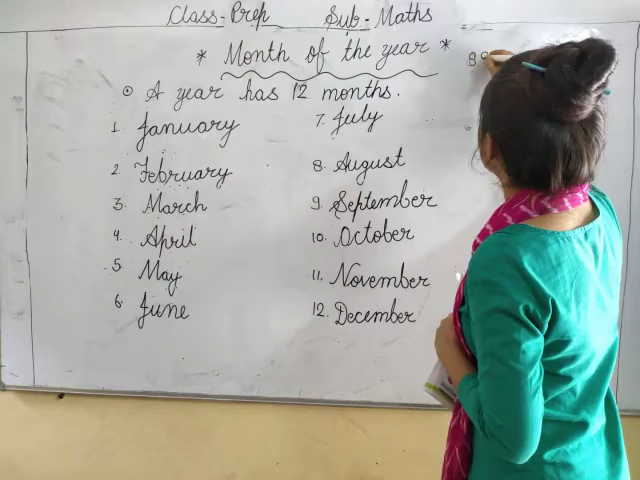 Class-Prep Sub-Maths
* Month of the year *
⊙ A year has 12 months.
1. January
2. February
3. March
4. April
5. May
6. June
7. July
8. August
9. September
10. October
11. November
12. December